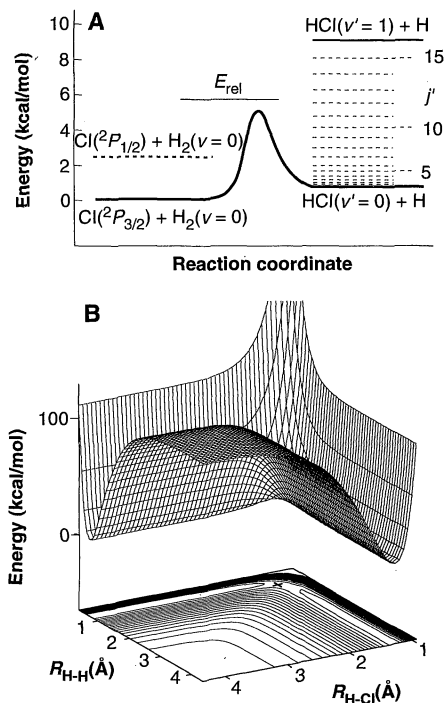 A
HCl(v' = 1) + H
10
8
6
4
2
0
Energy (kcal/mol)
E_rel
15
j'
10
5
Cl(²P₁/₂) + H₂(v = 0)
Cl(²P₃/₂) + H₂(v = 0)
HCl(v' = 0) + H
Reaction coordinate
B
100
0
Energy (kcal/mol)
1
2
3
4
R_H-H(Å)
4
3
2
1
R_H-Cl(Å)